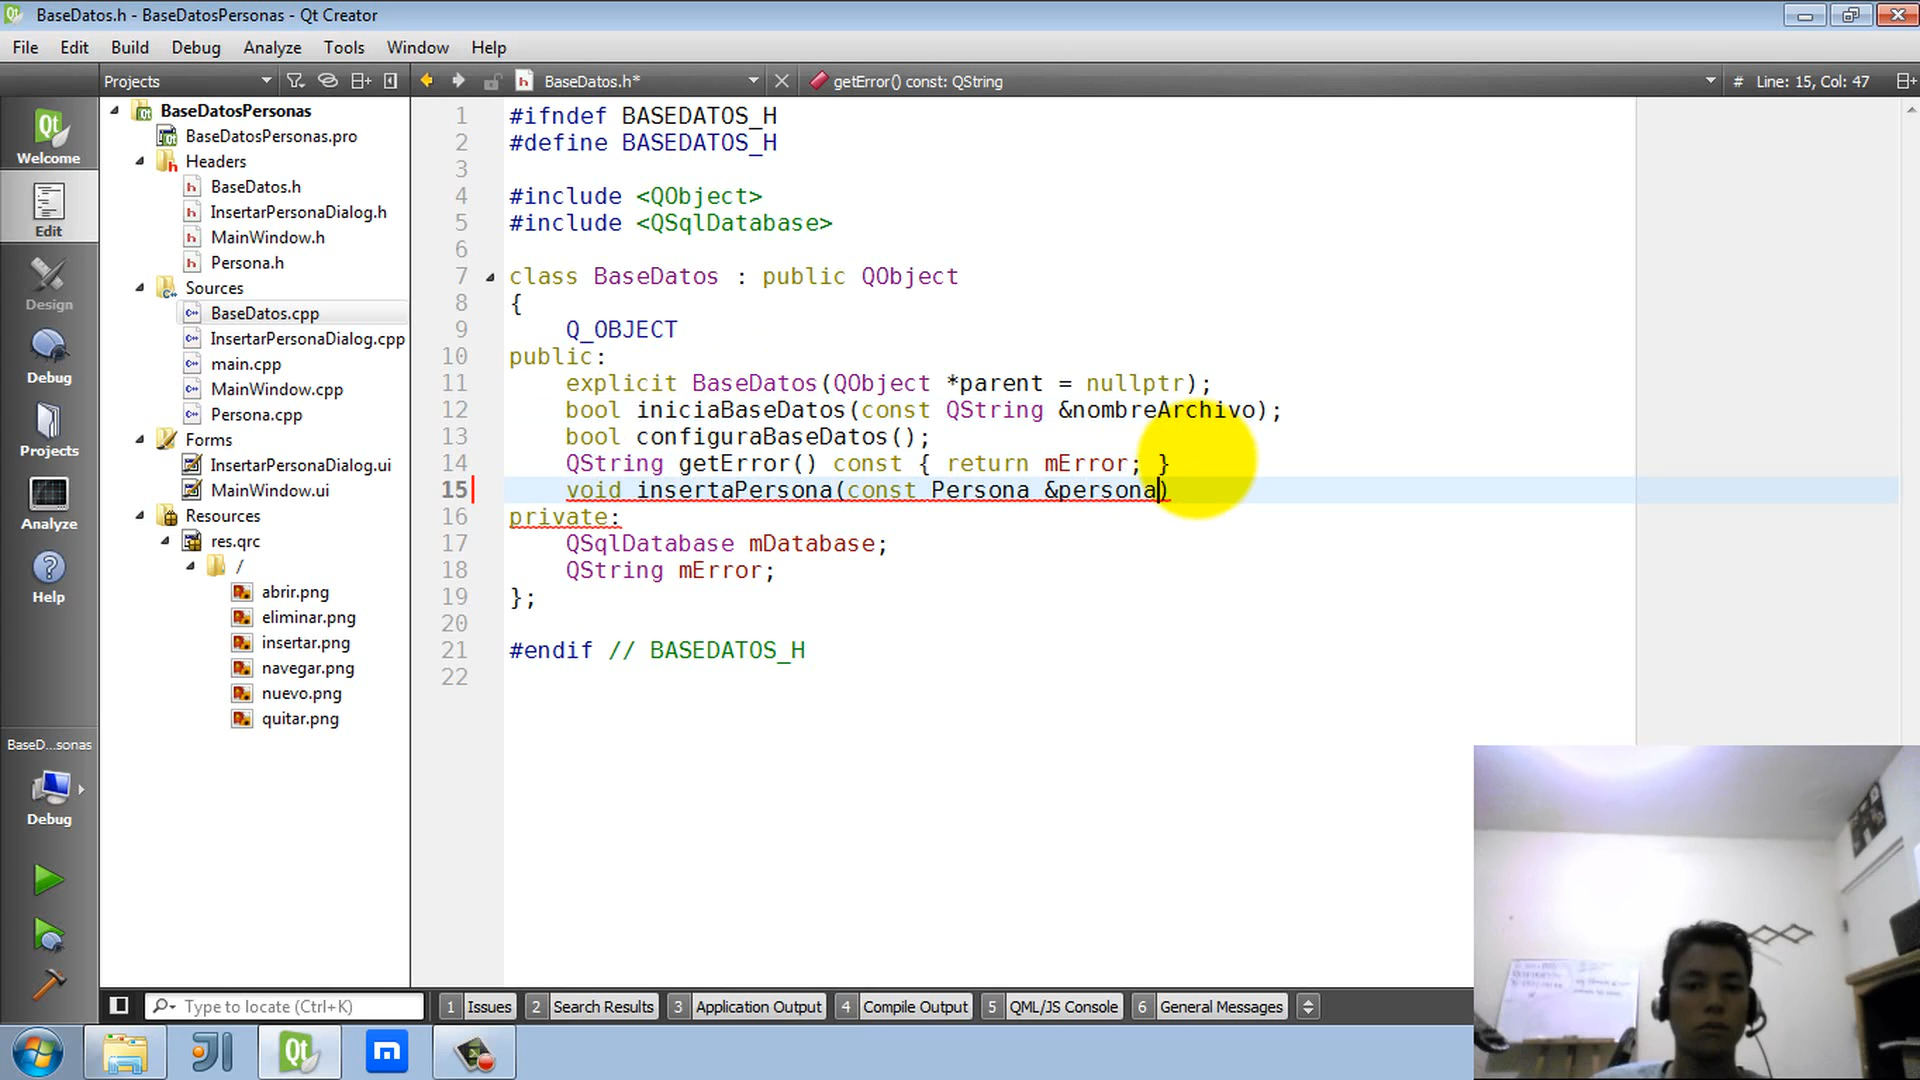 BaseDatos.h - BaseDatosPersonas - Qt Creator
File Edit Build Debug Analyze Tools Window Help
Projects
BaseDatos.h*
getError() const: QString
# Line: 15, Col: 47
Welcome
Edit
Design
Debug
Projects
Analyze
Help
BaseD...sonas
Debug
BaseDatosPersonas
BaseDatosPersonas.pro
Headers
BaseDatos.h
InsertarPersonaDialog.h
MainWindow.h
Persona.h
Sources
BaseDatos.cpp
InsertarPersonaDialog.cpp
main.cpp
MainWindow.cpp
Persona.cpp
Forms
InsertarPersonaDialog.ui
MainWindow.ui
Resources
res.qrc
/
abrir.png
eliminar.png
insertar.png
navegar.png
nuevo.png
quitar.png
1 #ifndef BASEDATOS_H
2 #define BASEDATOS_H
3
4 #include <QObject>
5 #include <QSqlDatabase>
6
7 class BaseDatos : public QObject
8 {
9 Q_OBJECT
10 public:
11 explicit BaseDatos(QObject *parent = nullptr);
12 bool iniciaBaseDatos(const QString &nombreArchivo);
13 bool configuraBaseDatos();
14 QString getError() const { return mError; }
15 void insertaPersona(const Persona &persona)
16 private:
17 QSqlDatabase mDatabase;
18 QString mError;
19 };
20
21 #endif // BASEDATOS_H
22
Type to locate (Ctrl+K)
1 Issues 2 Search Results 3 Application Output 4 Compile Output 5 QML/JS Console 6 General Messages